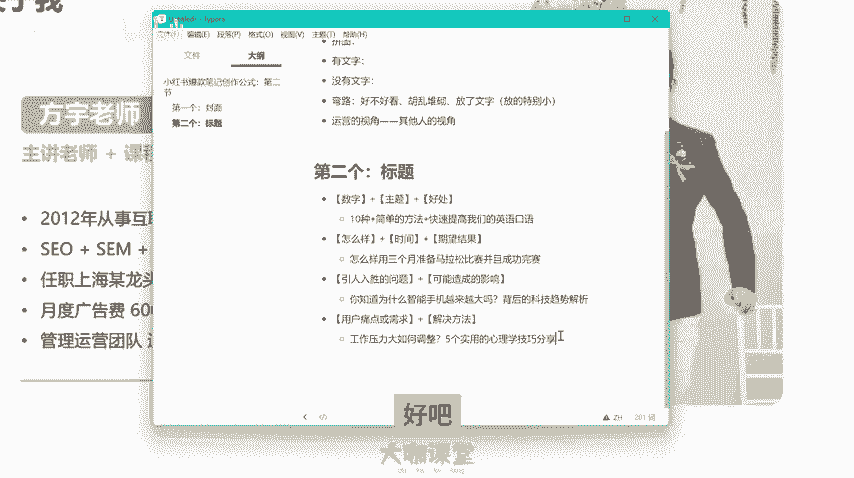 Untitled - Typora
文件(F) 编辑(E) 段落(P) 格式(O) 视图(V) 主题(T) 帮助(H)
文件 大纲
小红书爆款笔记创作公式：第二节
第一个：封面
第二个：标题
拼图：
有文字：
没有文字：
弯路：好不好看、胡乱堆砌、放了文字（放的特别小）
运营的视角——其他人的视角
第二个：标题
【数字】+【主题】+【好处】
10种+简单的方法+快速提高我们的英语口语
【怎么样】+【时间】+【期望结果】
怎么样用三个月准备马拉松比赛并且成功完赛
【引人入胜的问题】+【可能造成的影响】
你知道为什么智能手机越来越大吗？背后的科技趋势解析
【用户痛点或需求】+【解决方法】
工作压力大如何调整？5个实用的心理学技巧分享
ZH 201 词
方宇老师
主讲老师 + 课程
2012年从事互联
SEO + SEM +
任职上海某龙头
月度广告费 600
管理运营团队
好吧